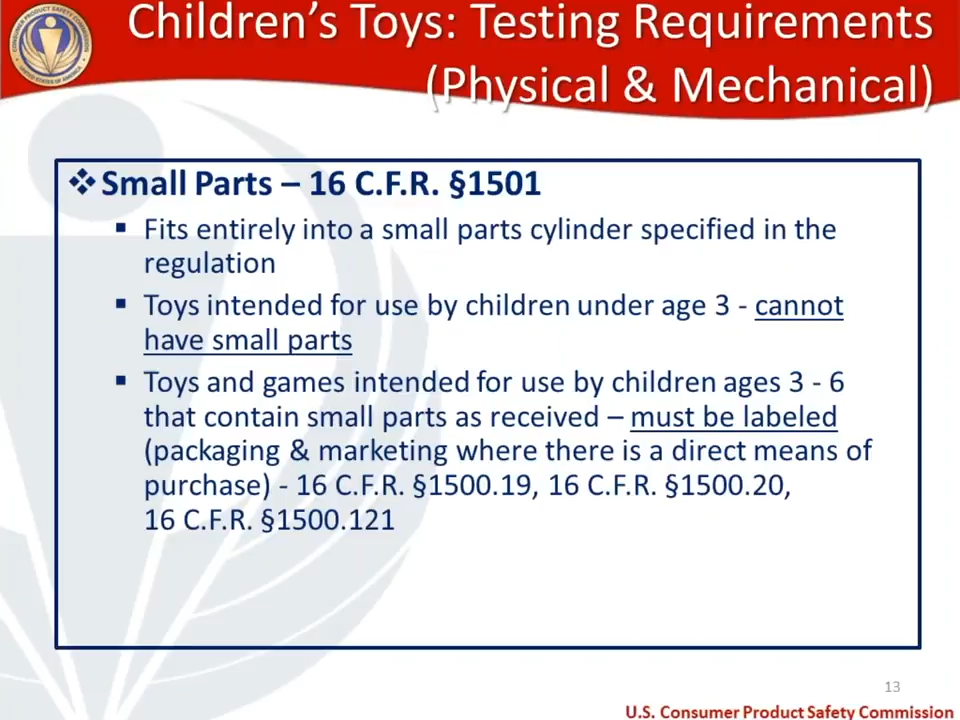 Children's Toys: Testing Requirements
(Physical & Mechanical)
❖Small Parts – 16 C.F.R. §1501
▪ Fits entirely into a small parts cylinder specified in the
regulation
▪ Toys intended for use by children under age 3 - cannot
have small parts
▪ Toys and games intended for use by children ages 3 - 6
that contain small parts as received – must be labeled
(packaging & marketing where there is a direct means of
purchase) - 16 C.F.R. §1500.19, 16 C.F.R. §1500.20,
16 C.F.R. §1500.121
13
U.S. Consumer Product Safety Commission